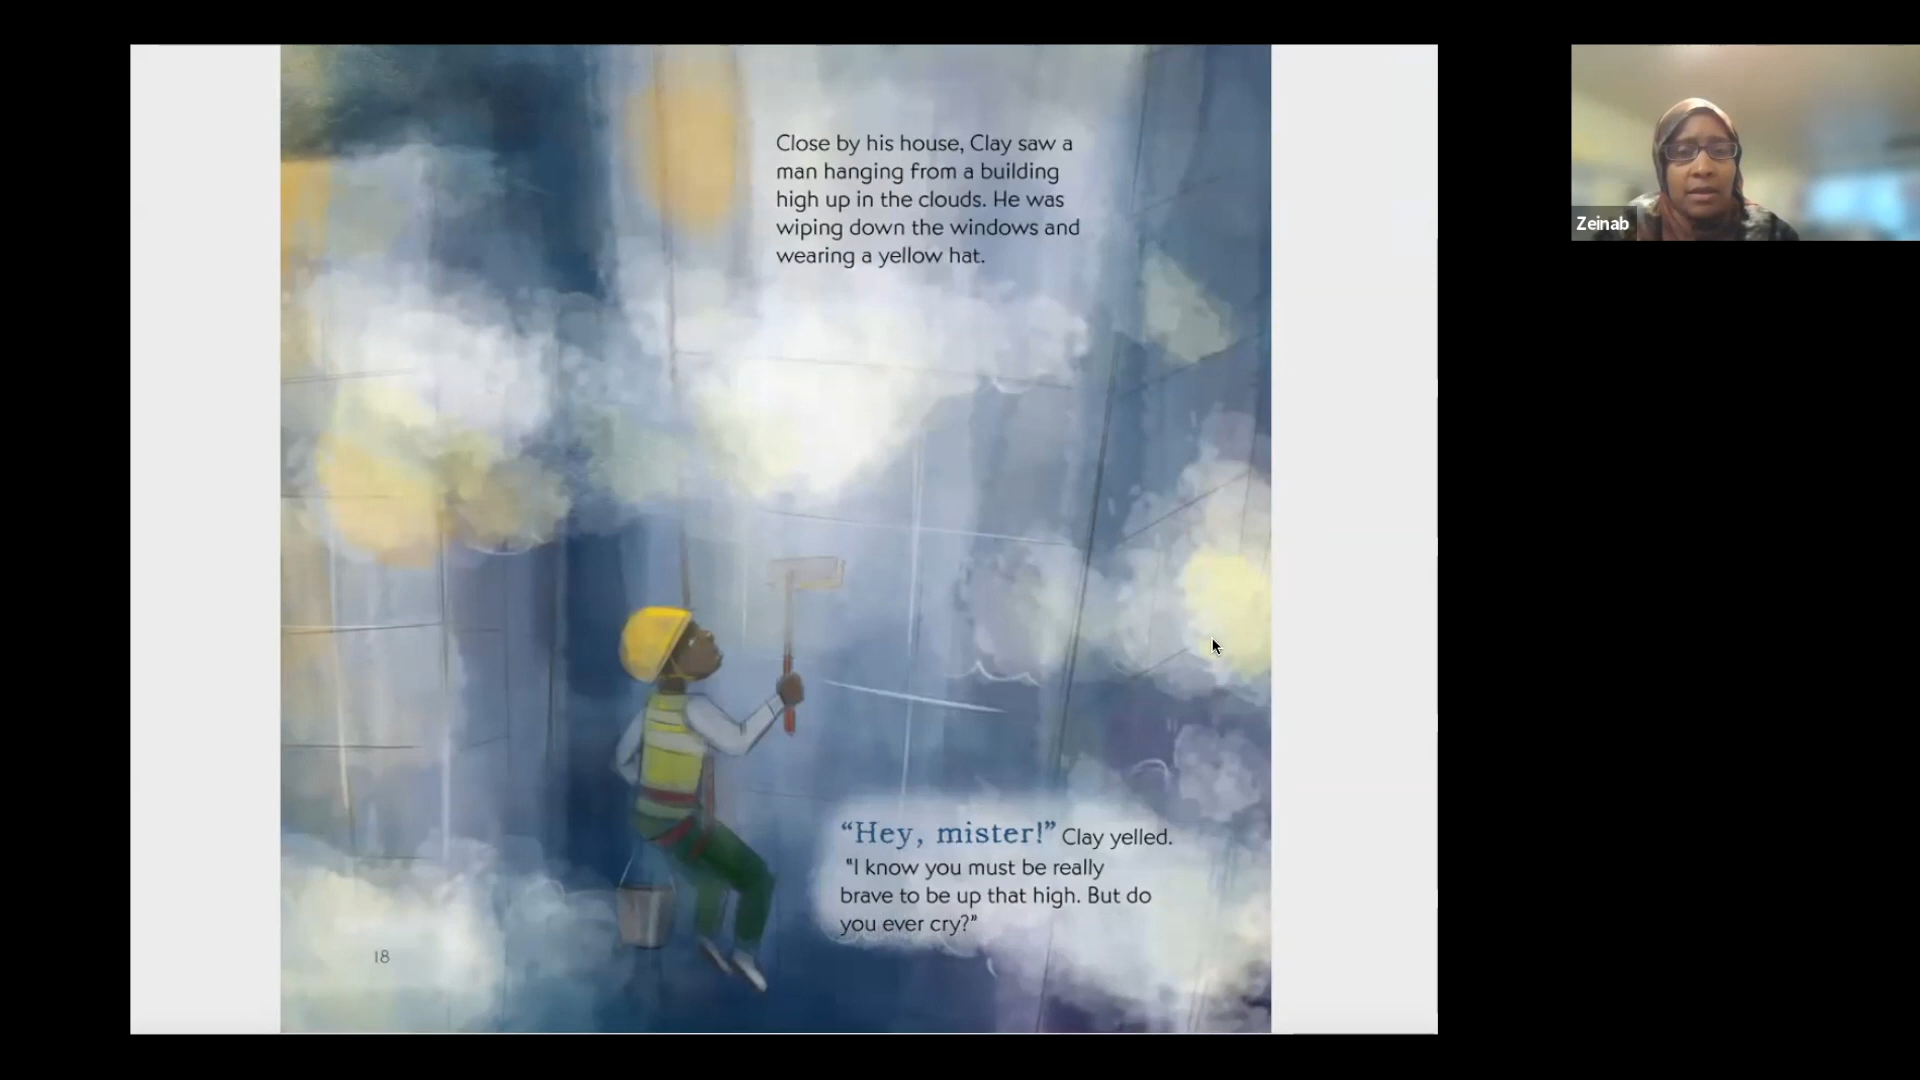 Close by his house, Clay saw a
man hanging from a building
high up in the clouds. He was
wiping down the windows and
wearing a yellow hat.
Zeinab
“Hey, mister!” Clay yelled.
"I know you must be really
brave to be up that high. But do
you ever cry?”
18